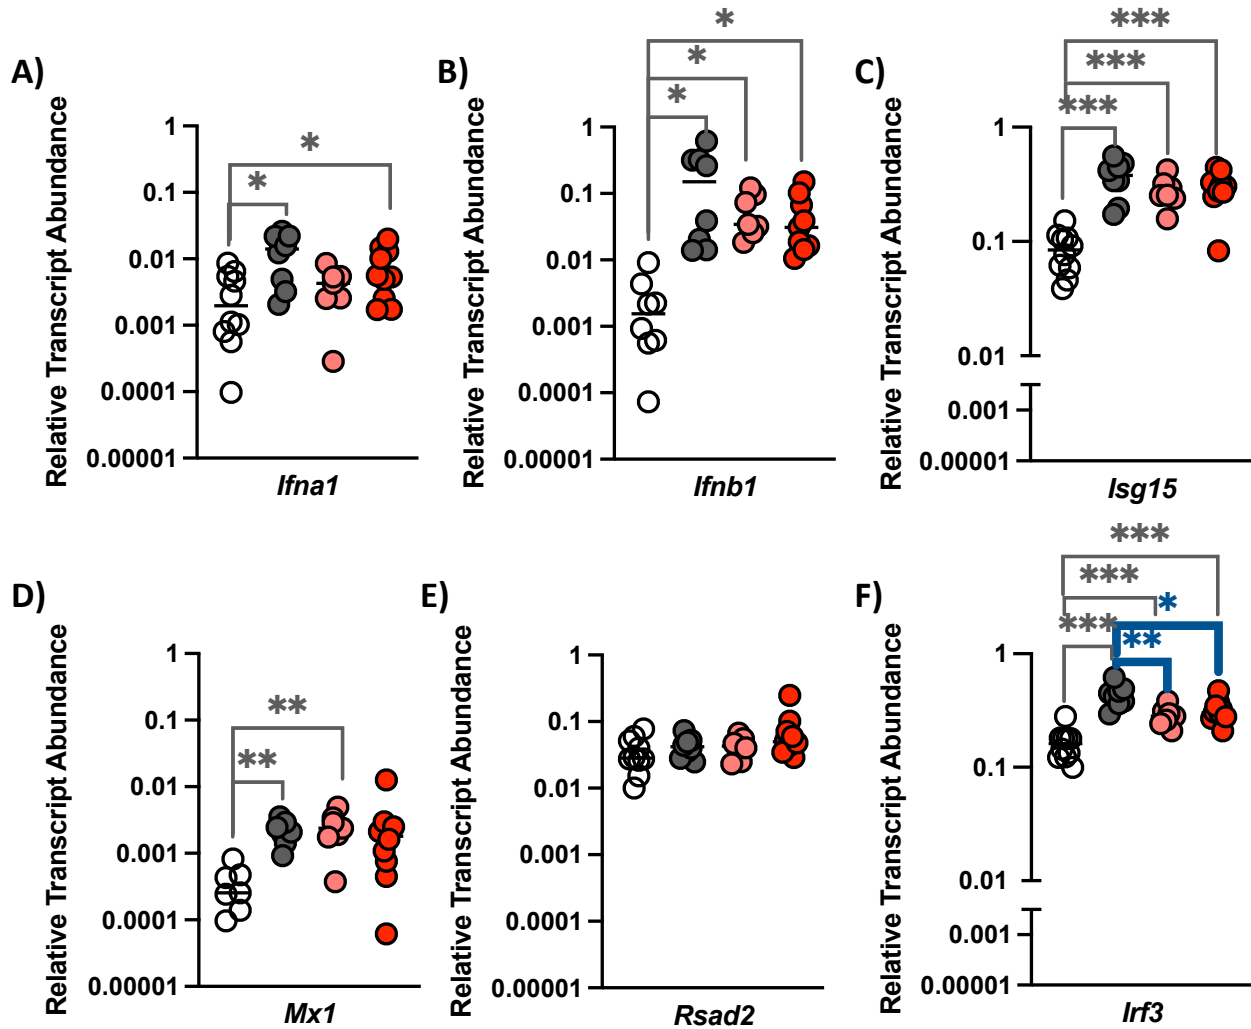 A)
Relative Transcript Abundance
1
0.1
0.01
0.001
0.0001
0.00001
*
*
Ifna1
B)
Relative Transcript Abundance
1
0.1
0.01
0.001
0.0001
0.00001
*
*
*
Ifnb1
C)
Relative Transcript Abundance
1
0.1
0.01
0.001
0.00001
***
***
***
Isg15
D)
Relative Transcript Abundance
1
0.1
0.01
0.001
0.0001
0.00001
**
**
Mx1
E)
Relative Transcript Abundance
1
0.1
0.01
0.001
0.0001
0.00001
Rsad2
F)
Relative Transcript Abundance
1
0.1
0.01
0.001
0.00001
***
***
*
***
**
Irf3